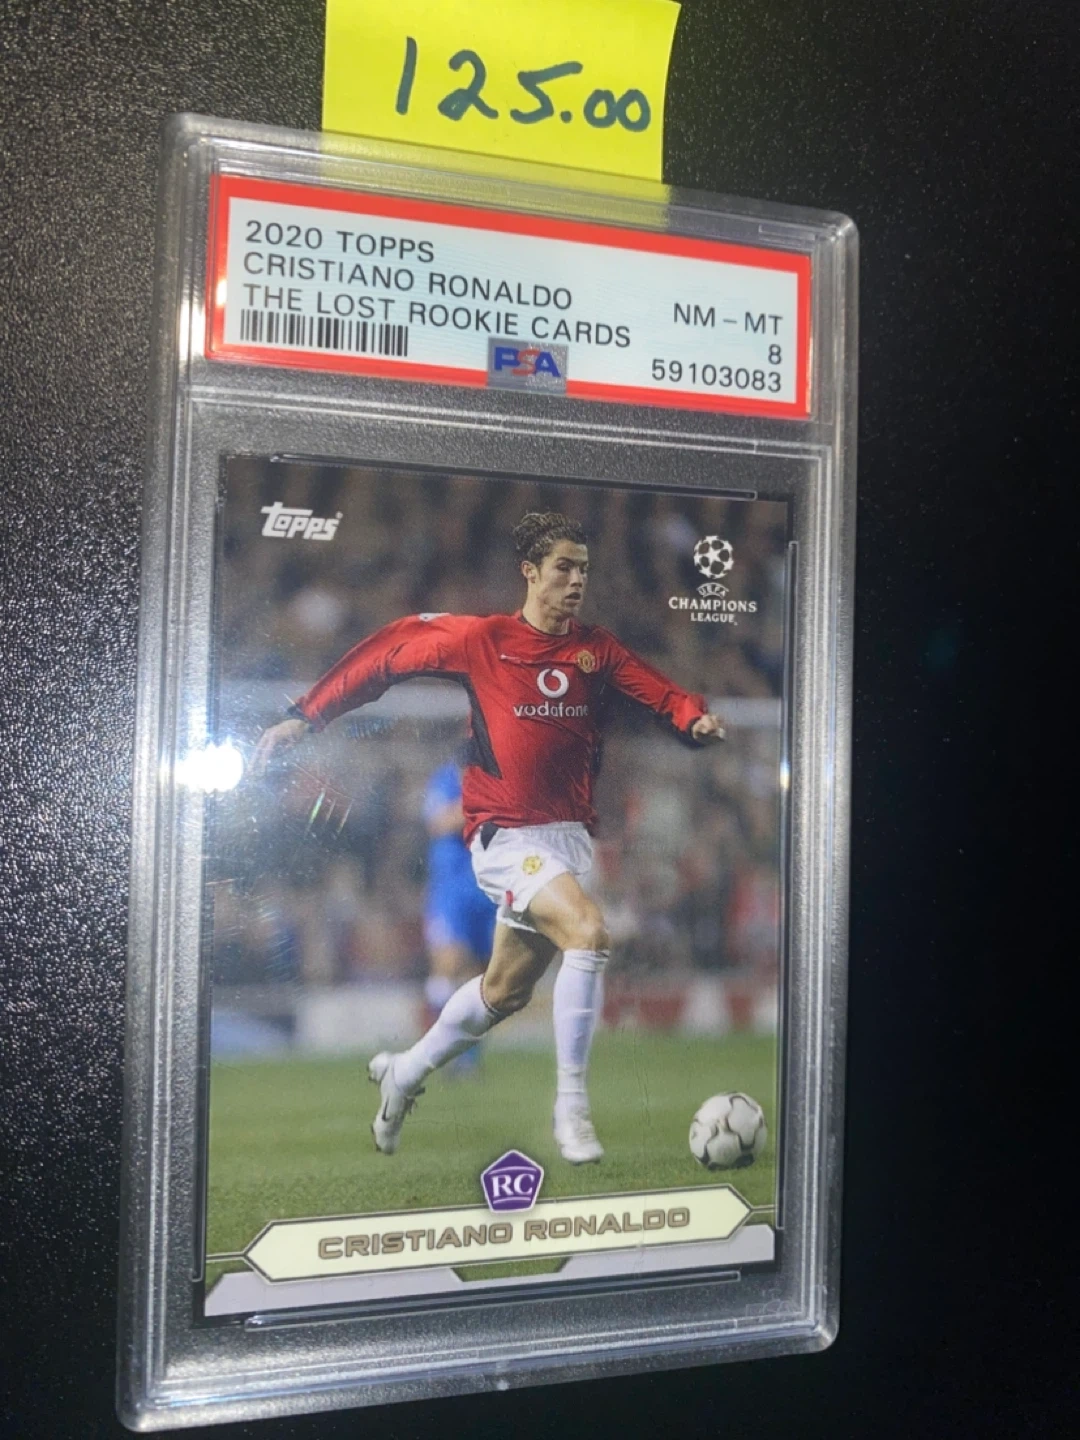 125.00
2020 TOPPS
CRISTIANO RONALDO
THE LOST ROOKIE CARDS
NM - MT
8
PSA
59103083
Topps
UEFA
CHAMPIONS
LEAGUE
vodafone
RC
CRISTIANO RONALDO